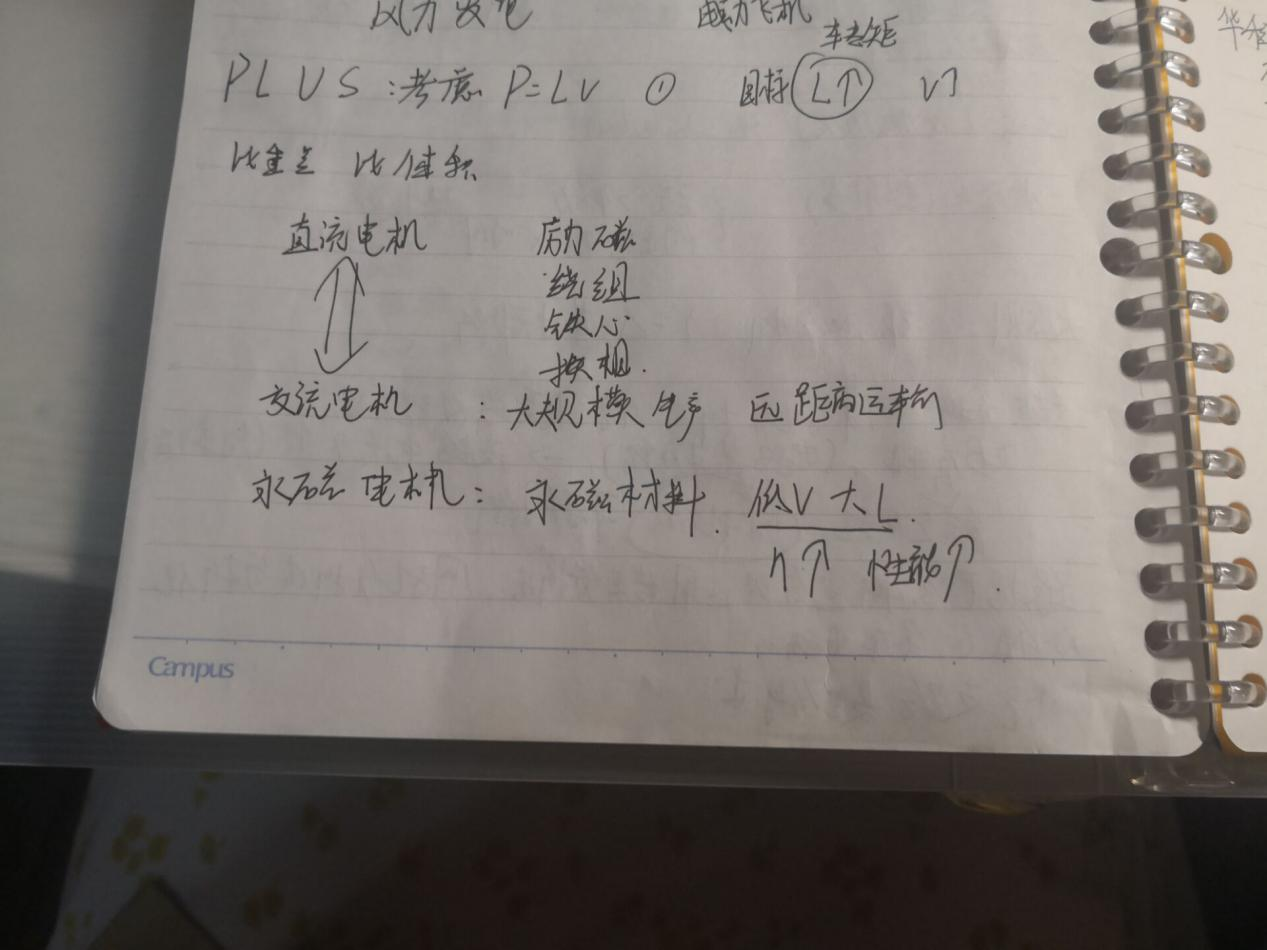 风力发电 战斗飞机
转矩
PLUS:考虑 P=LV ① 目标 L↑ V↑
比重量 比体积
直流电机 励磁
绕组
铁心
换相.
交流电机 : 大规模生产 远距离运输
永磁电机: 永磁材料. 低V 大L.
η↑ 性能↑.
Campus